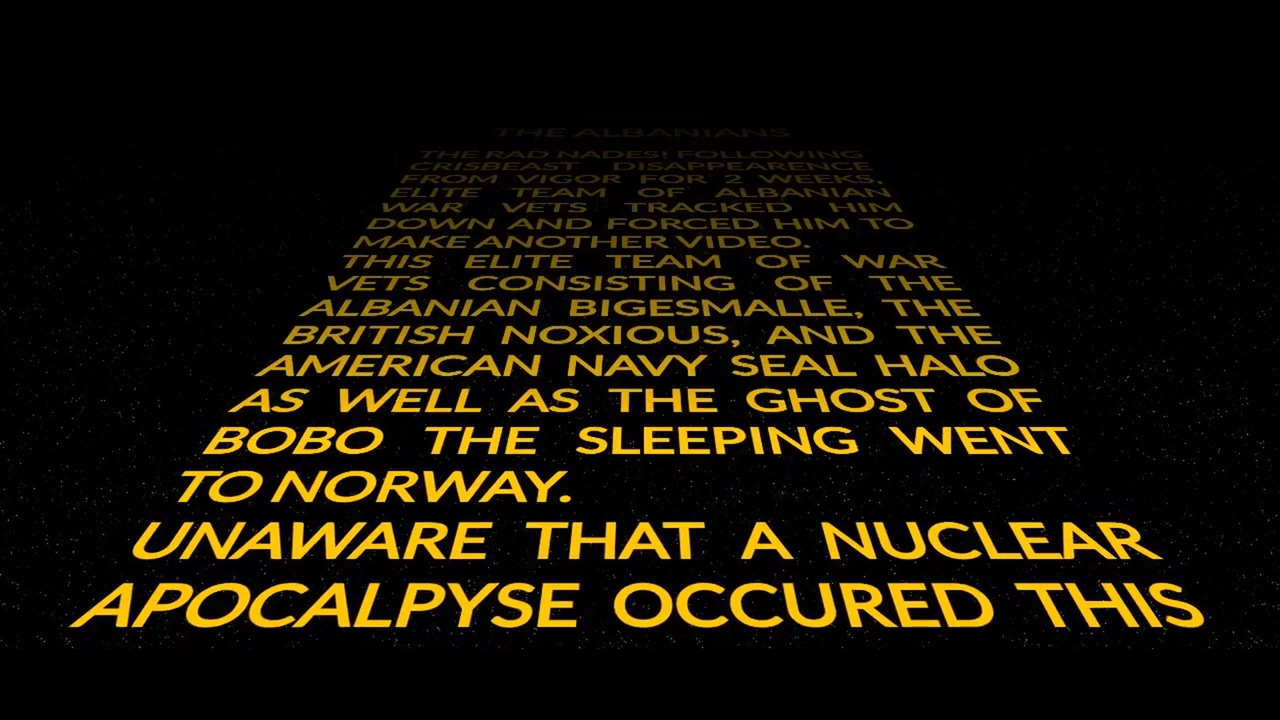 THE ALBANIANS
THE RAD NADES! FOLLOWING
CRISBEAST DISAPPEARENCE
FROM VIGOR FOR 2 WEEKS,
ELITE TEAM OF ALBANIAN
WAR VETS TRACKED HIM
DOWN AND FORCED HIM TO
MAKE ANOTHER VIDEO.
THIS ELITE TEAM OF WAR
VETS CONSISTING OF THE
ALBANIAN BIGESMALLE, THE
BRITISH NOXIOUS, AND THE
AMERICAN NAVY SEAL HALO
AS WELL AS THE GHOST OF
BOBO THE SLEEPING WENT
TO NORWAY.
UNAWARE THAT A NUCLEAR
APOCALPYSE OCCURED THIS